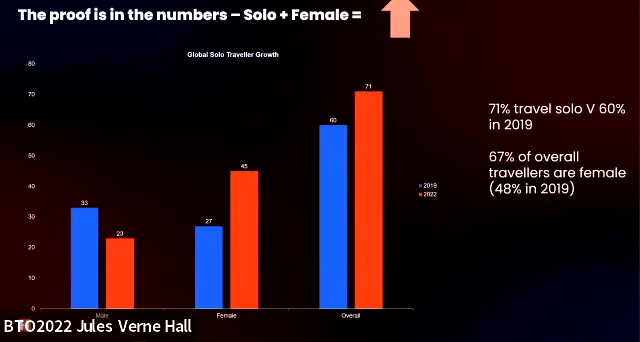 The proof is in the numbers – Solo + Female =
Global Solo Traveller Growth
80
70
60
50
40
30
20
10
0
33
23
27
45
60
71
Male
Female
Overall
2019
2022
71% travel solo V 60%
in 2019
67% of overall
travellers are female
(48% in 2019)
BTO2022 Jules Verne Hall